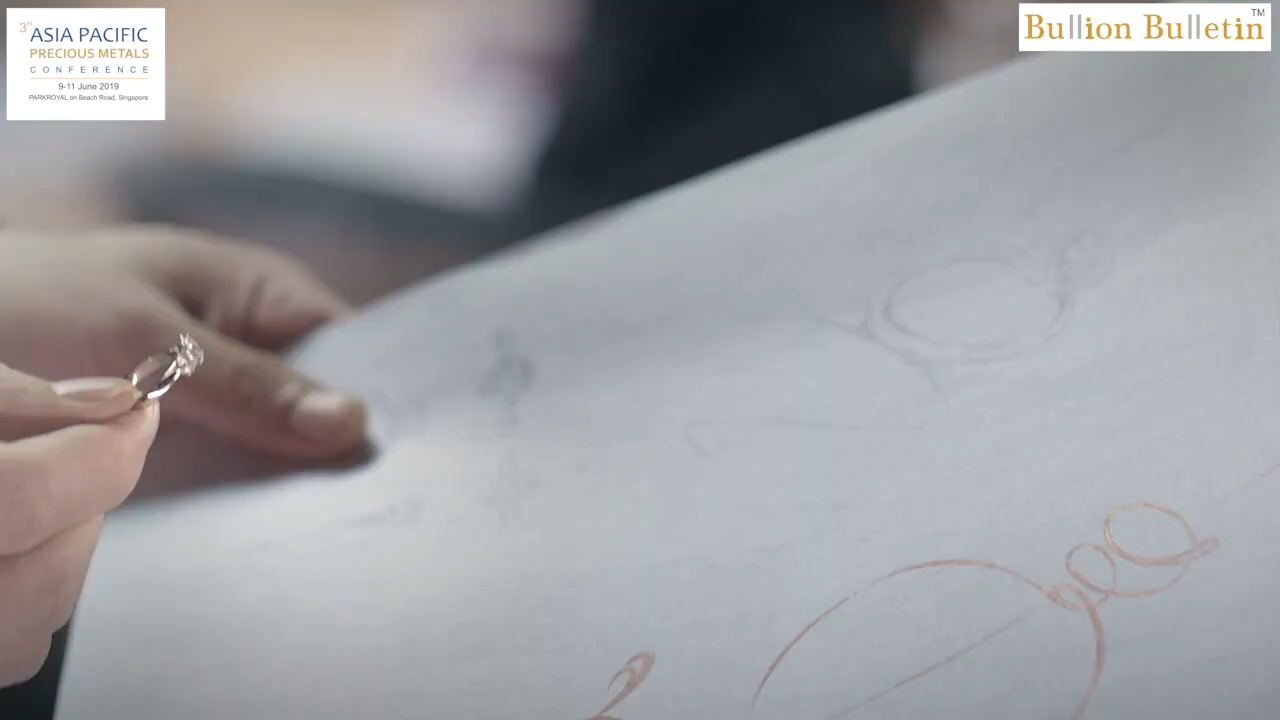 3rd
ASIA PACIFIC
PRECIOUS METALS
CONFERENCE
9-11 June 2019
PARKROYAL on Beach Road, Singapore
Bullion Bulletin™